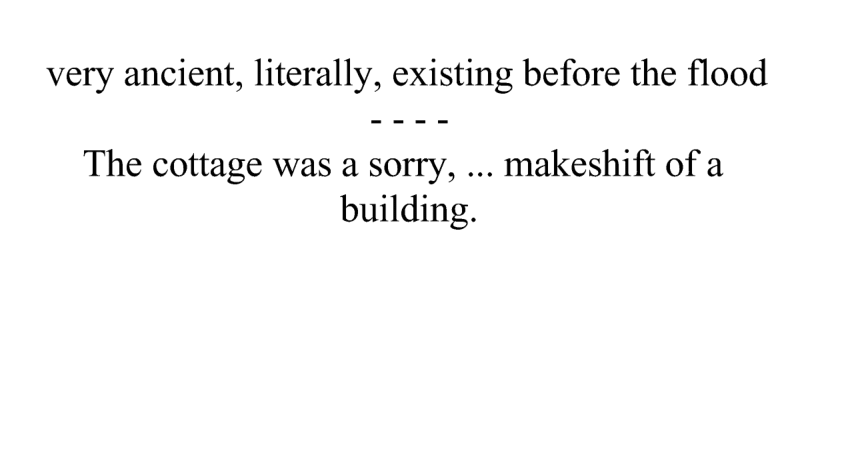 very ancient, literally, existing before the flood
- - - -
The cottage was a sorry, ... makeshift of a
building.